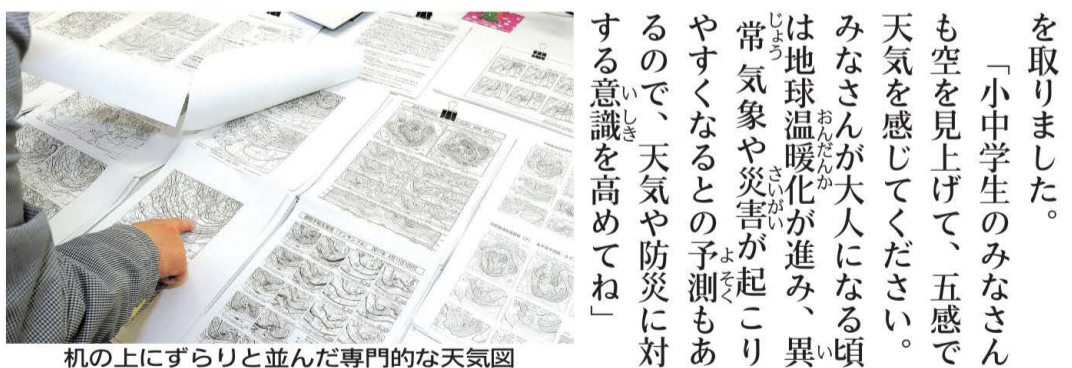 を取りました。
「小中学生のみなさん
も空を見上げて、五感で
天気を感じてください。
みなさんが大人になる頃
は地球温暖化が進み、異
常気象や災害が起こり
やすくなるとの予測もあ
るので、天気や防災に対
する意識を高めてね」
机の上にずらりと並んだ専門的な天気図